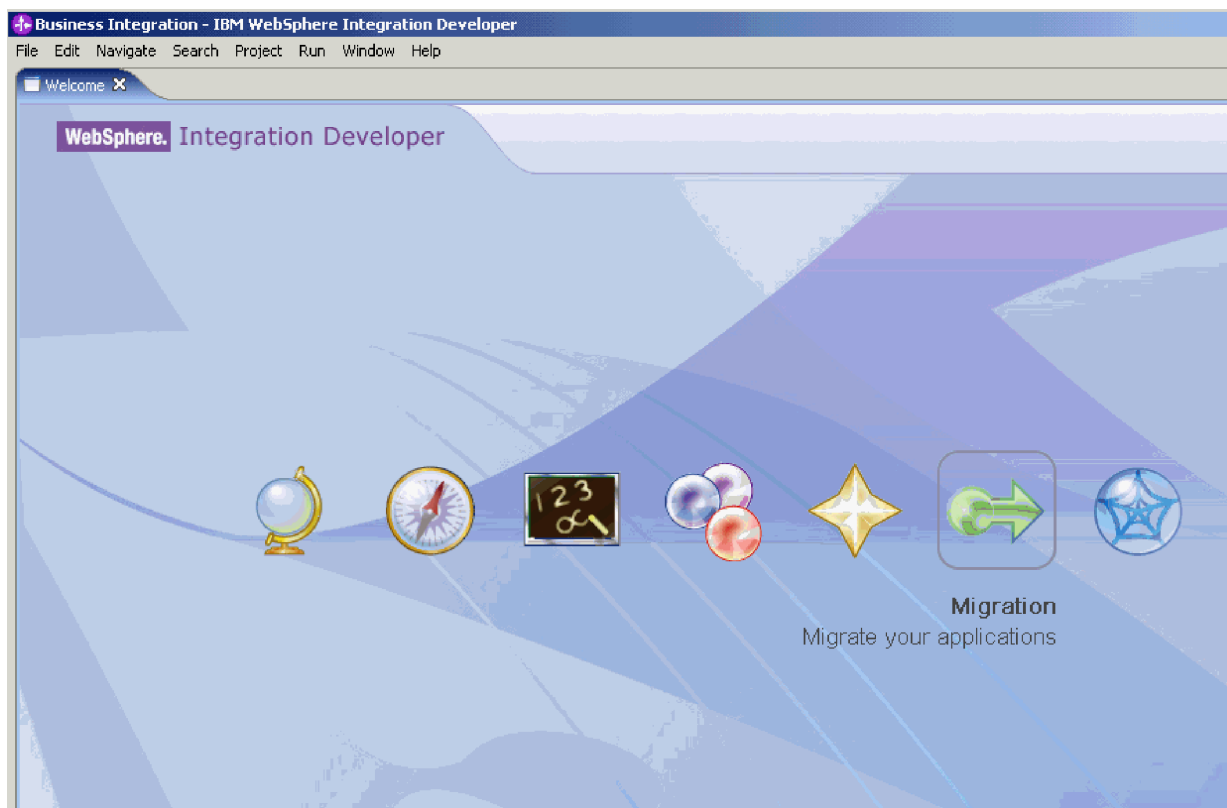 Business Integration - IBM WebSphere Integration Developer
File Edit Navigate Search Project Run Window Help
Welcome
WebSphere. Integration Developer
123
Migration
Migrate your applications